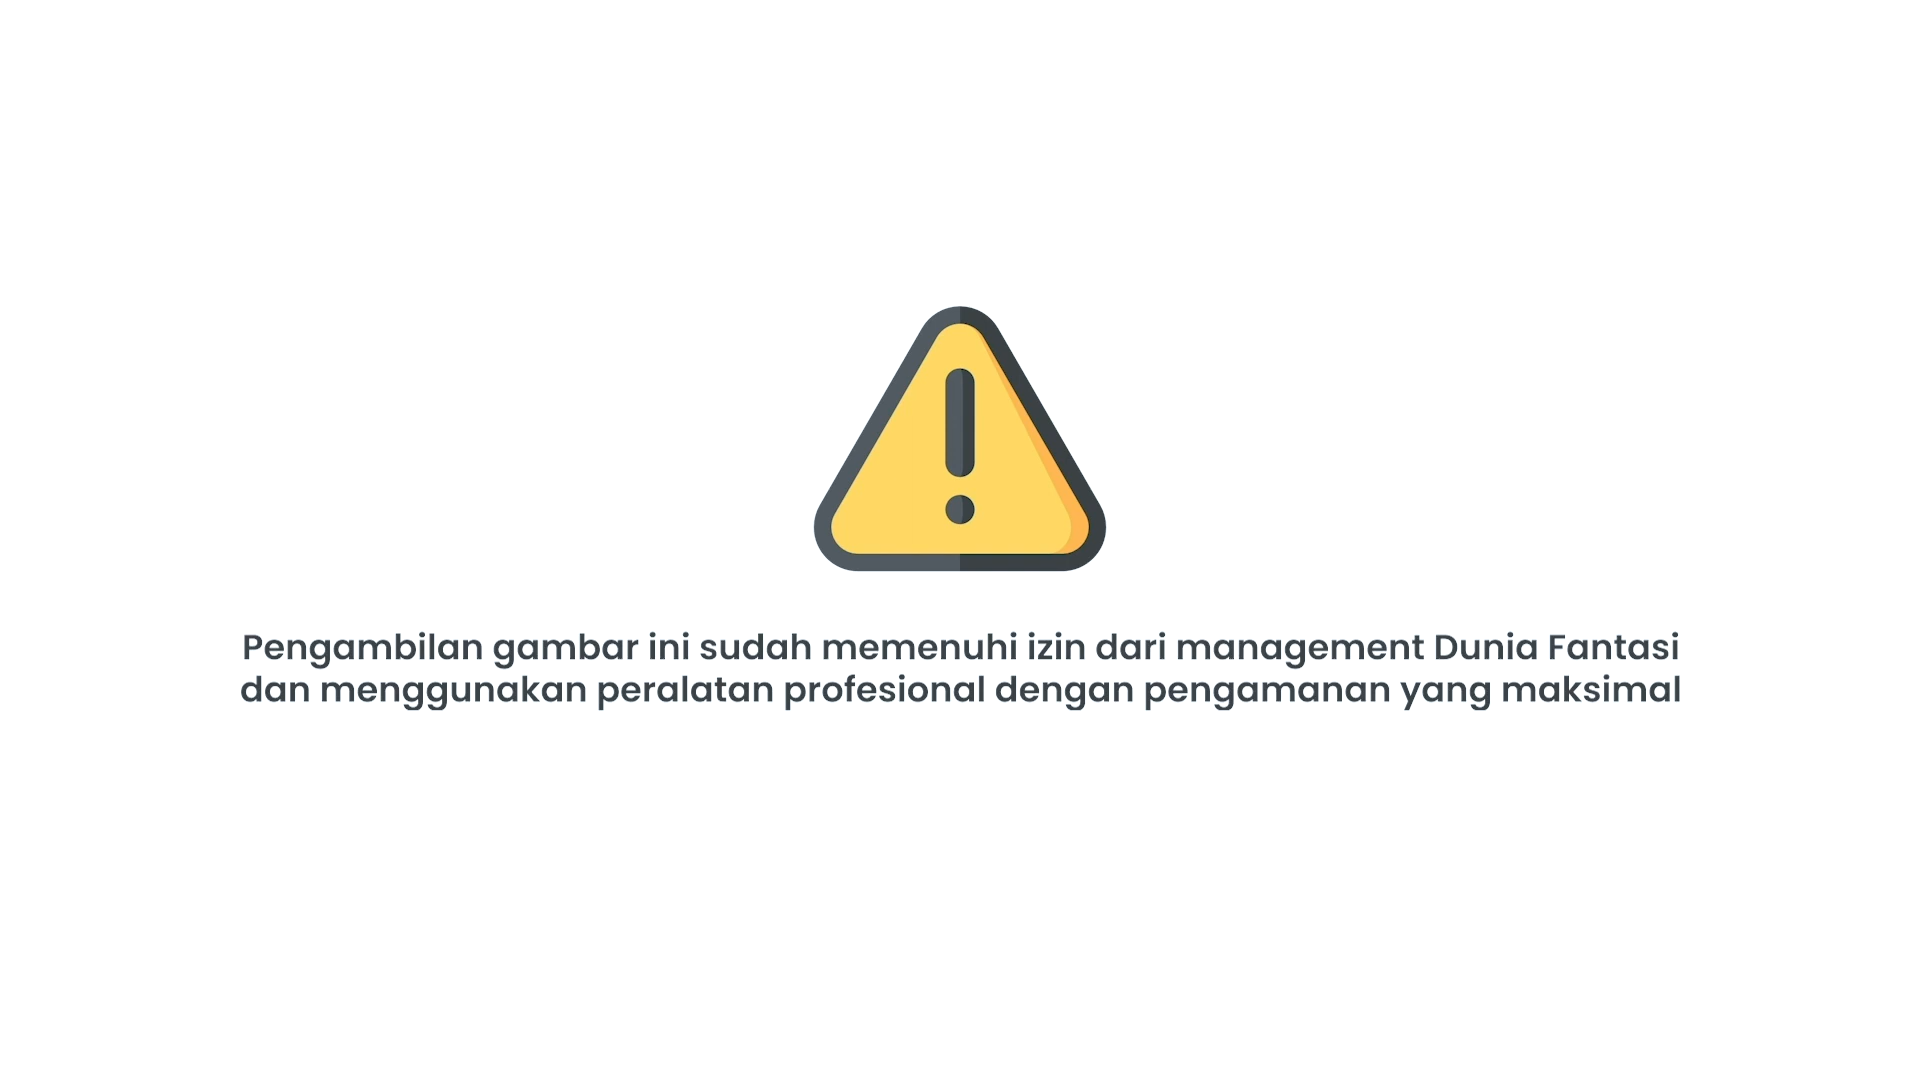 Pengambilan gambar ini sudah memenuhi izin dari management Dunia Fantasi
dan menggunakan peralatan profesional dengan pengamanan yang maksimal